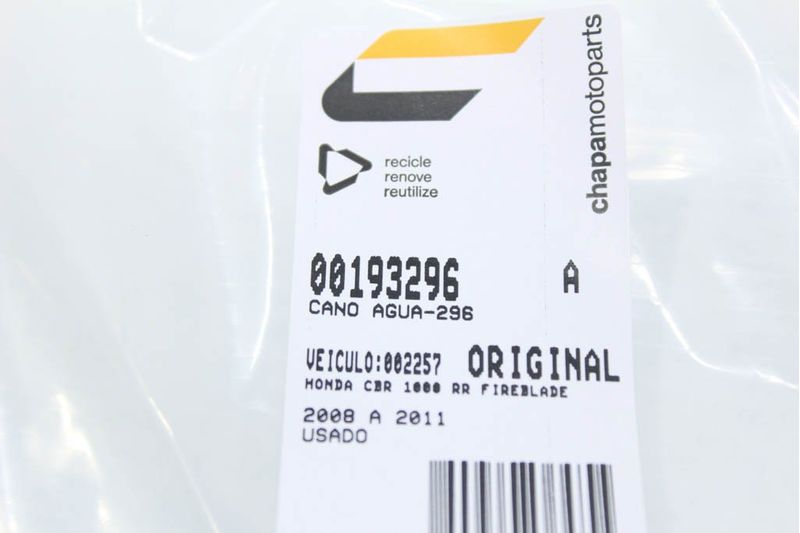 chapamotoparts
recicle
renove
reutilize
00193296 A
CANO AGUA-296
VEICULO:002257 ORIGINAL
HONDA CBR 1000 RR FIREBLADE
2008 A 2011
USADO